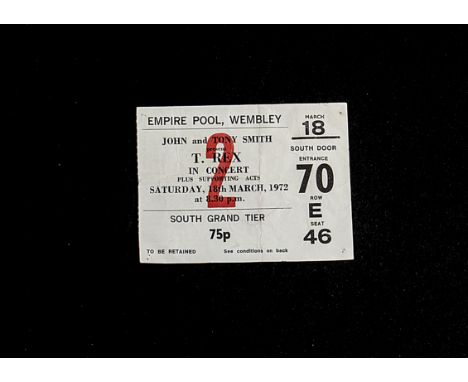 EMPIRE POOL, WEMBLEY
JOHN and TONY SMITH
present
T. REX
IN CONCERT
PLUS SUPPORTING ACTS
SATURDAY, 18th MARCH, 1972
at 8.30 p.m.
2
SOUTH GRAND TIER
75p
TO BE RETAINED See conditions on back
MARCH
18
SOUTH DOOR
ENTRANCE
70
ROW
E
SEAT
46